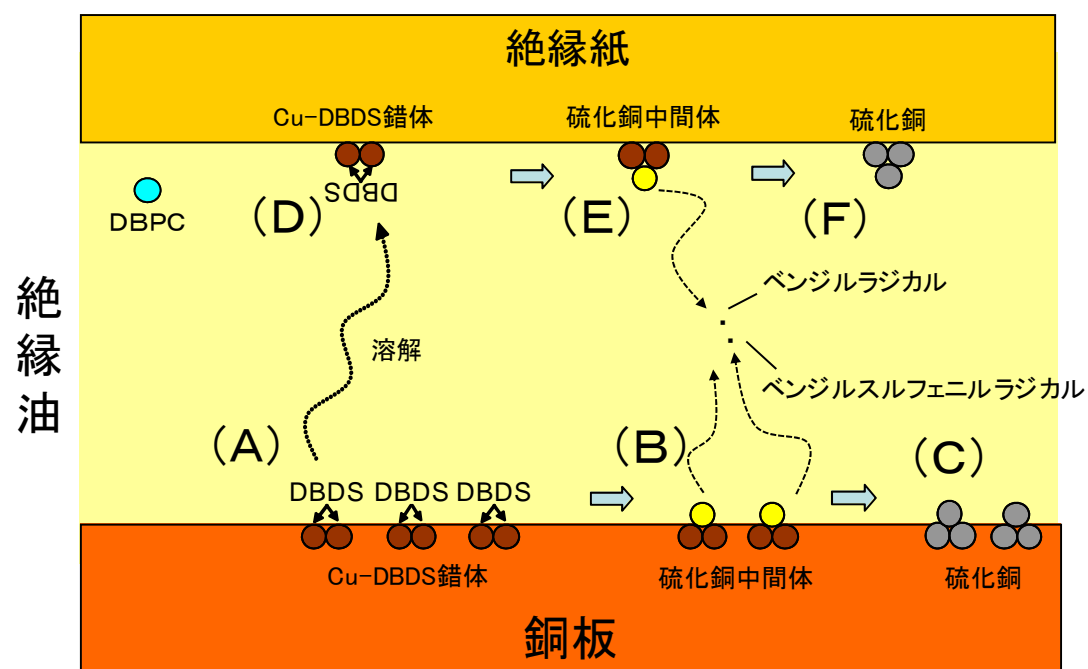 絶縁紙
Cu-DBDS錯体
硫化銅中間体
硫化銅
DBPC
(D)
DBDS
(E)
(F)
ベンジルラジカル
絶縁油
溶解
ベンジルスルフェニルラジカル
(A)
(B)
(C)
DBDS DBDS DBDS
Cu-DBDS錯体
硫化銅中間体
硫化銅
銅板